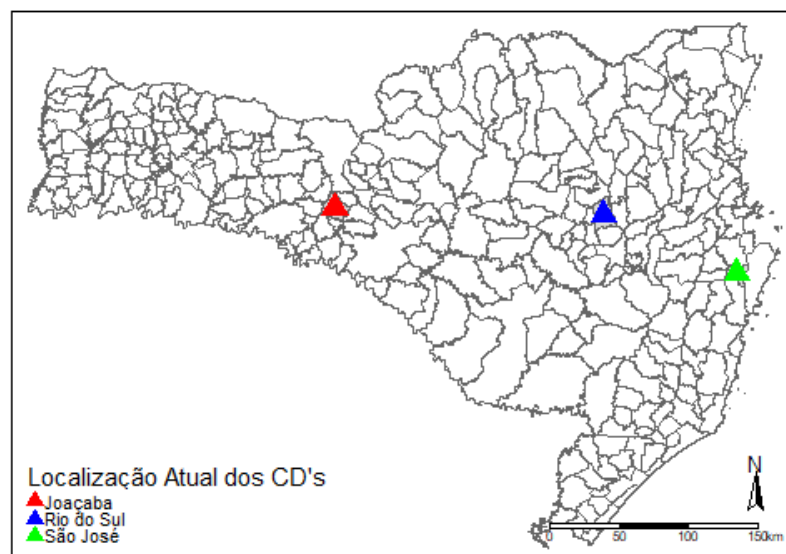 Localização Atual dos CD's
Joaçaba
Rio do Sul
São José
N
0 50 100 150km